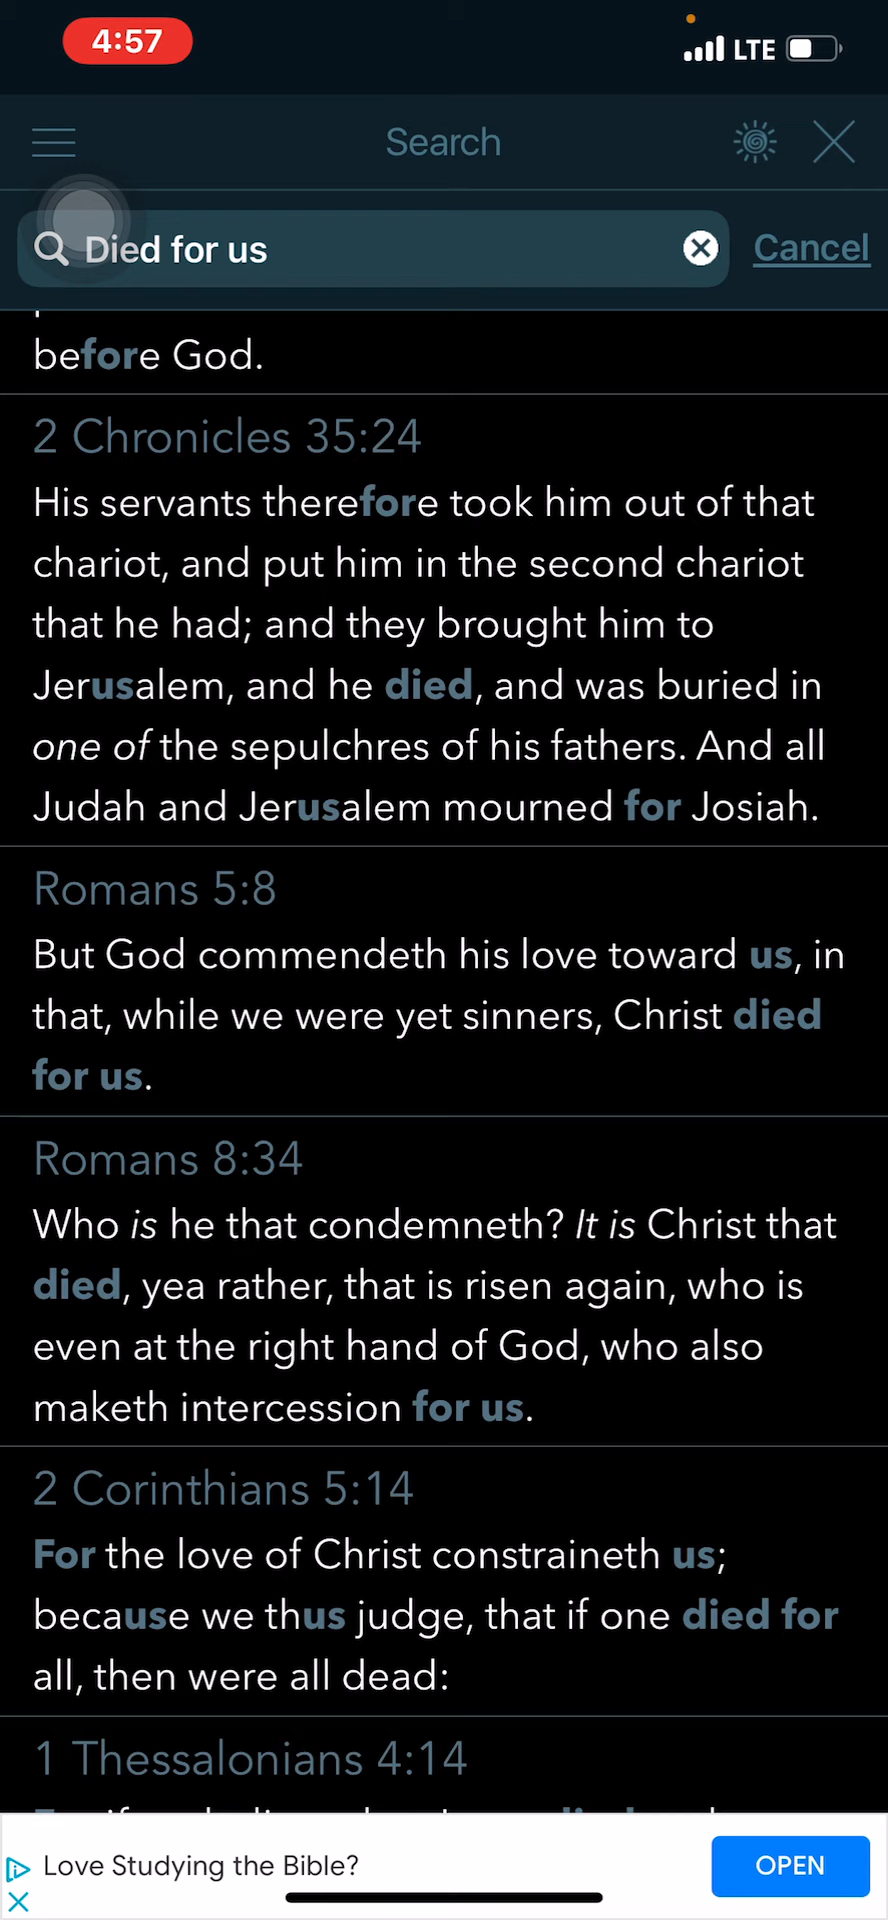 4:57
LTE
Search
Died for us
Cancel
before God.
2 Chronicles 35:24
His servants therefore took him out of that
chariot, and put him in the second chariot
that he had; and they brought him to
Jerusalem, and he died, and was buried in
one of the sepulchres of his fathers. And all
Judah and Jerusalem mourned for Josiah.
Romans 5:8
But God commendeth his love toward us, in
that, while we were yet sinners, Christ died
for us.
Romans 8:34
Who is he that condemneth? It is Christ that
died, yea rather, that is risen again, who is
even at the right hand of God, who also
maketh intercession for us.
2 Corinthians 5:14
For the love of Christ constraineth us;
because we thus judge, that if one died for
all, then were all dead:
1 Thessalonians 4:14
Love Studying the Bible?
OPEN